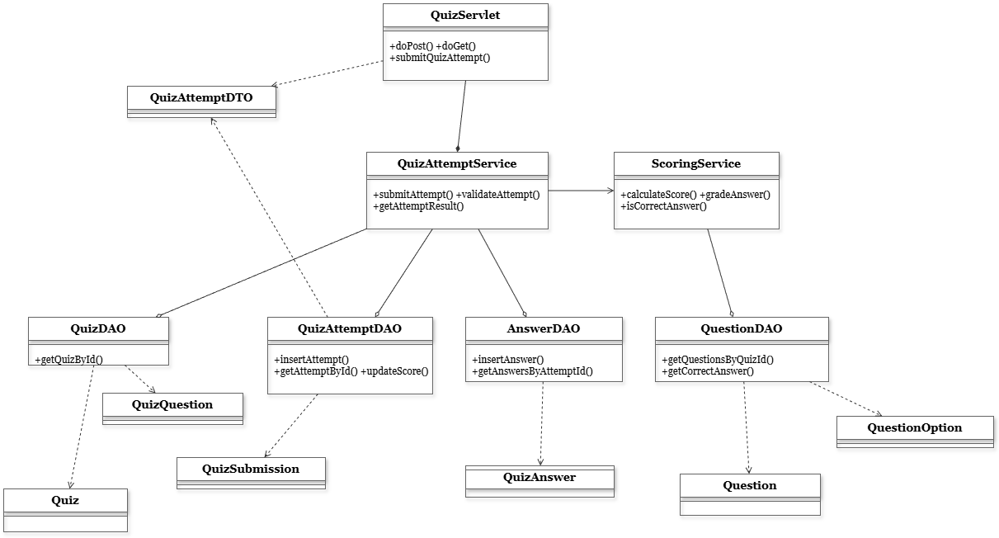 QuizServlet
+doPost() +doGet()
+submitQuizAttempt()
QuizAttemptDTO
QuizAttemptService
+submitAttempt() +validateAttempt()
+getAttemptResult()
ScoringService
+calculateScore() +gradeAnswer()
+isCorrectAnswer()
QuizDAO
+getQuizById()
QuizAttemptDAO
+insertAttempt()
+getAttemptById() +updateScore()
AnswerDAO
+insertAnswer()
+getAnswersByAttemptId()
QuestionDAO
+getQuestionsByQuizId()
+getCorrectAnswer()
QuizQuestion
QuestionOption
QuizSubmission
QuizAnswer
Question
Quiz